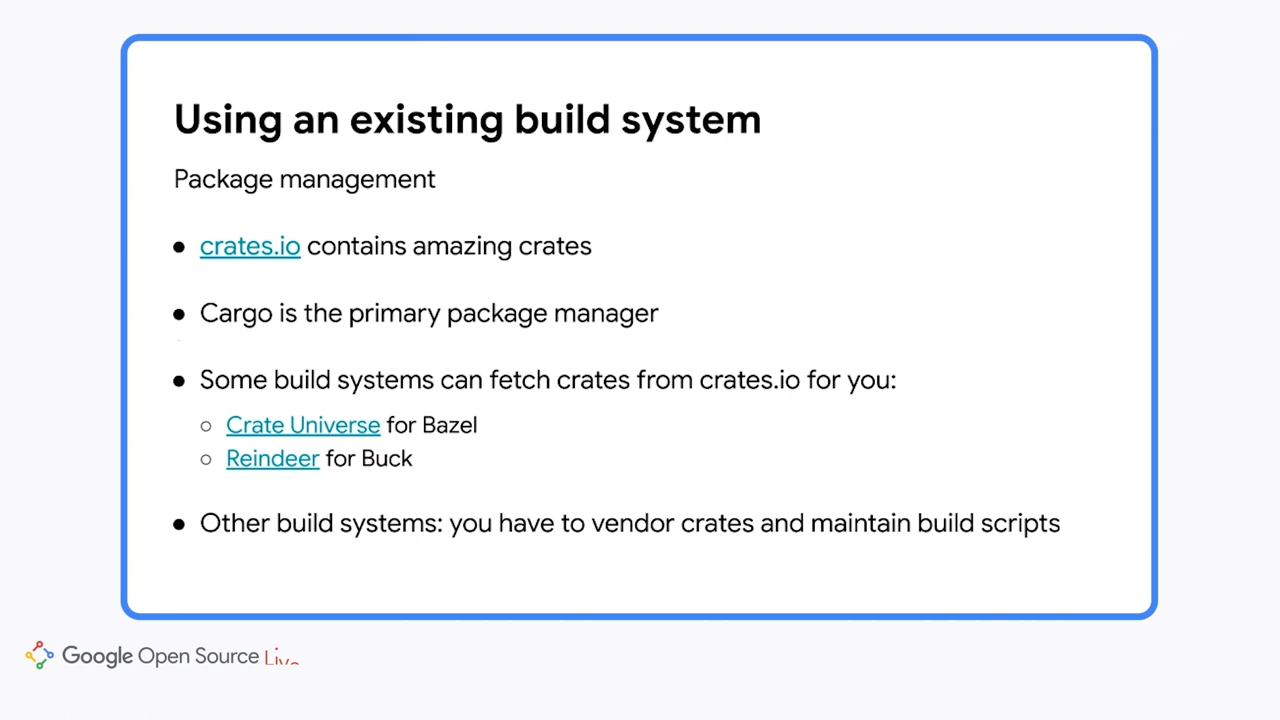 Using an existing build system
Package management
● crates.io contains amazing crates
● Cargo is the primary package manager
● Some build systems can fetch crates from crates.io for you:
○ Crate Universe for Bazel
○ Reindeer for Buck
● Other build systems: you have to vendor crates and maintain build scripts
Google Open Source Live